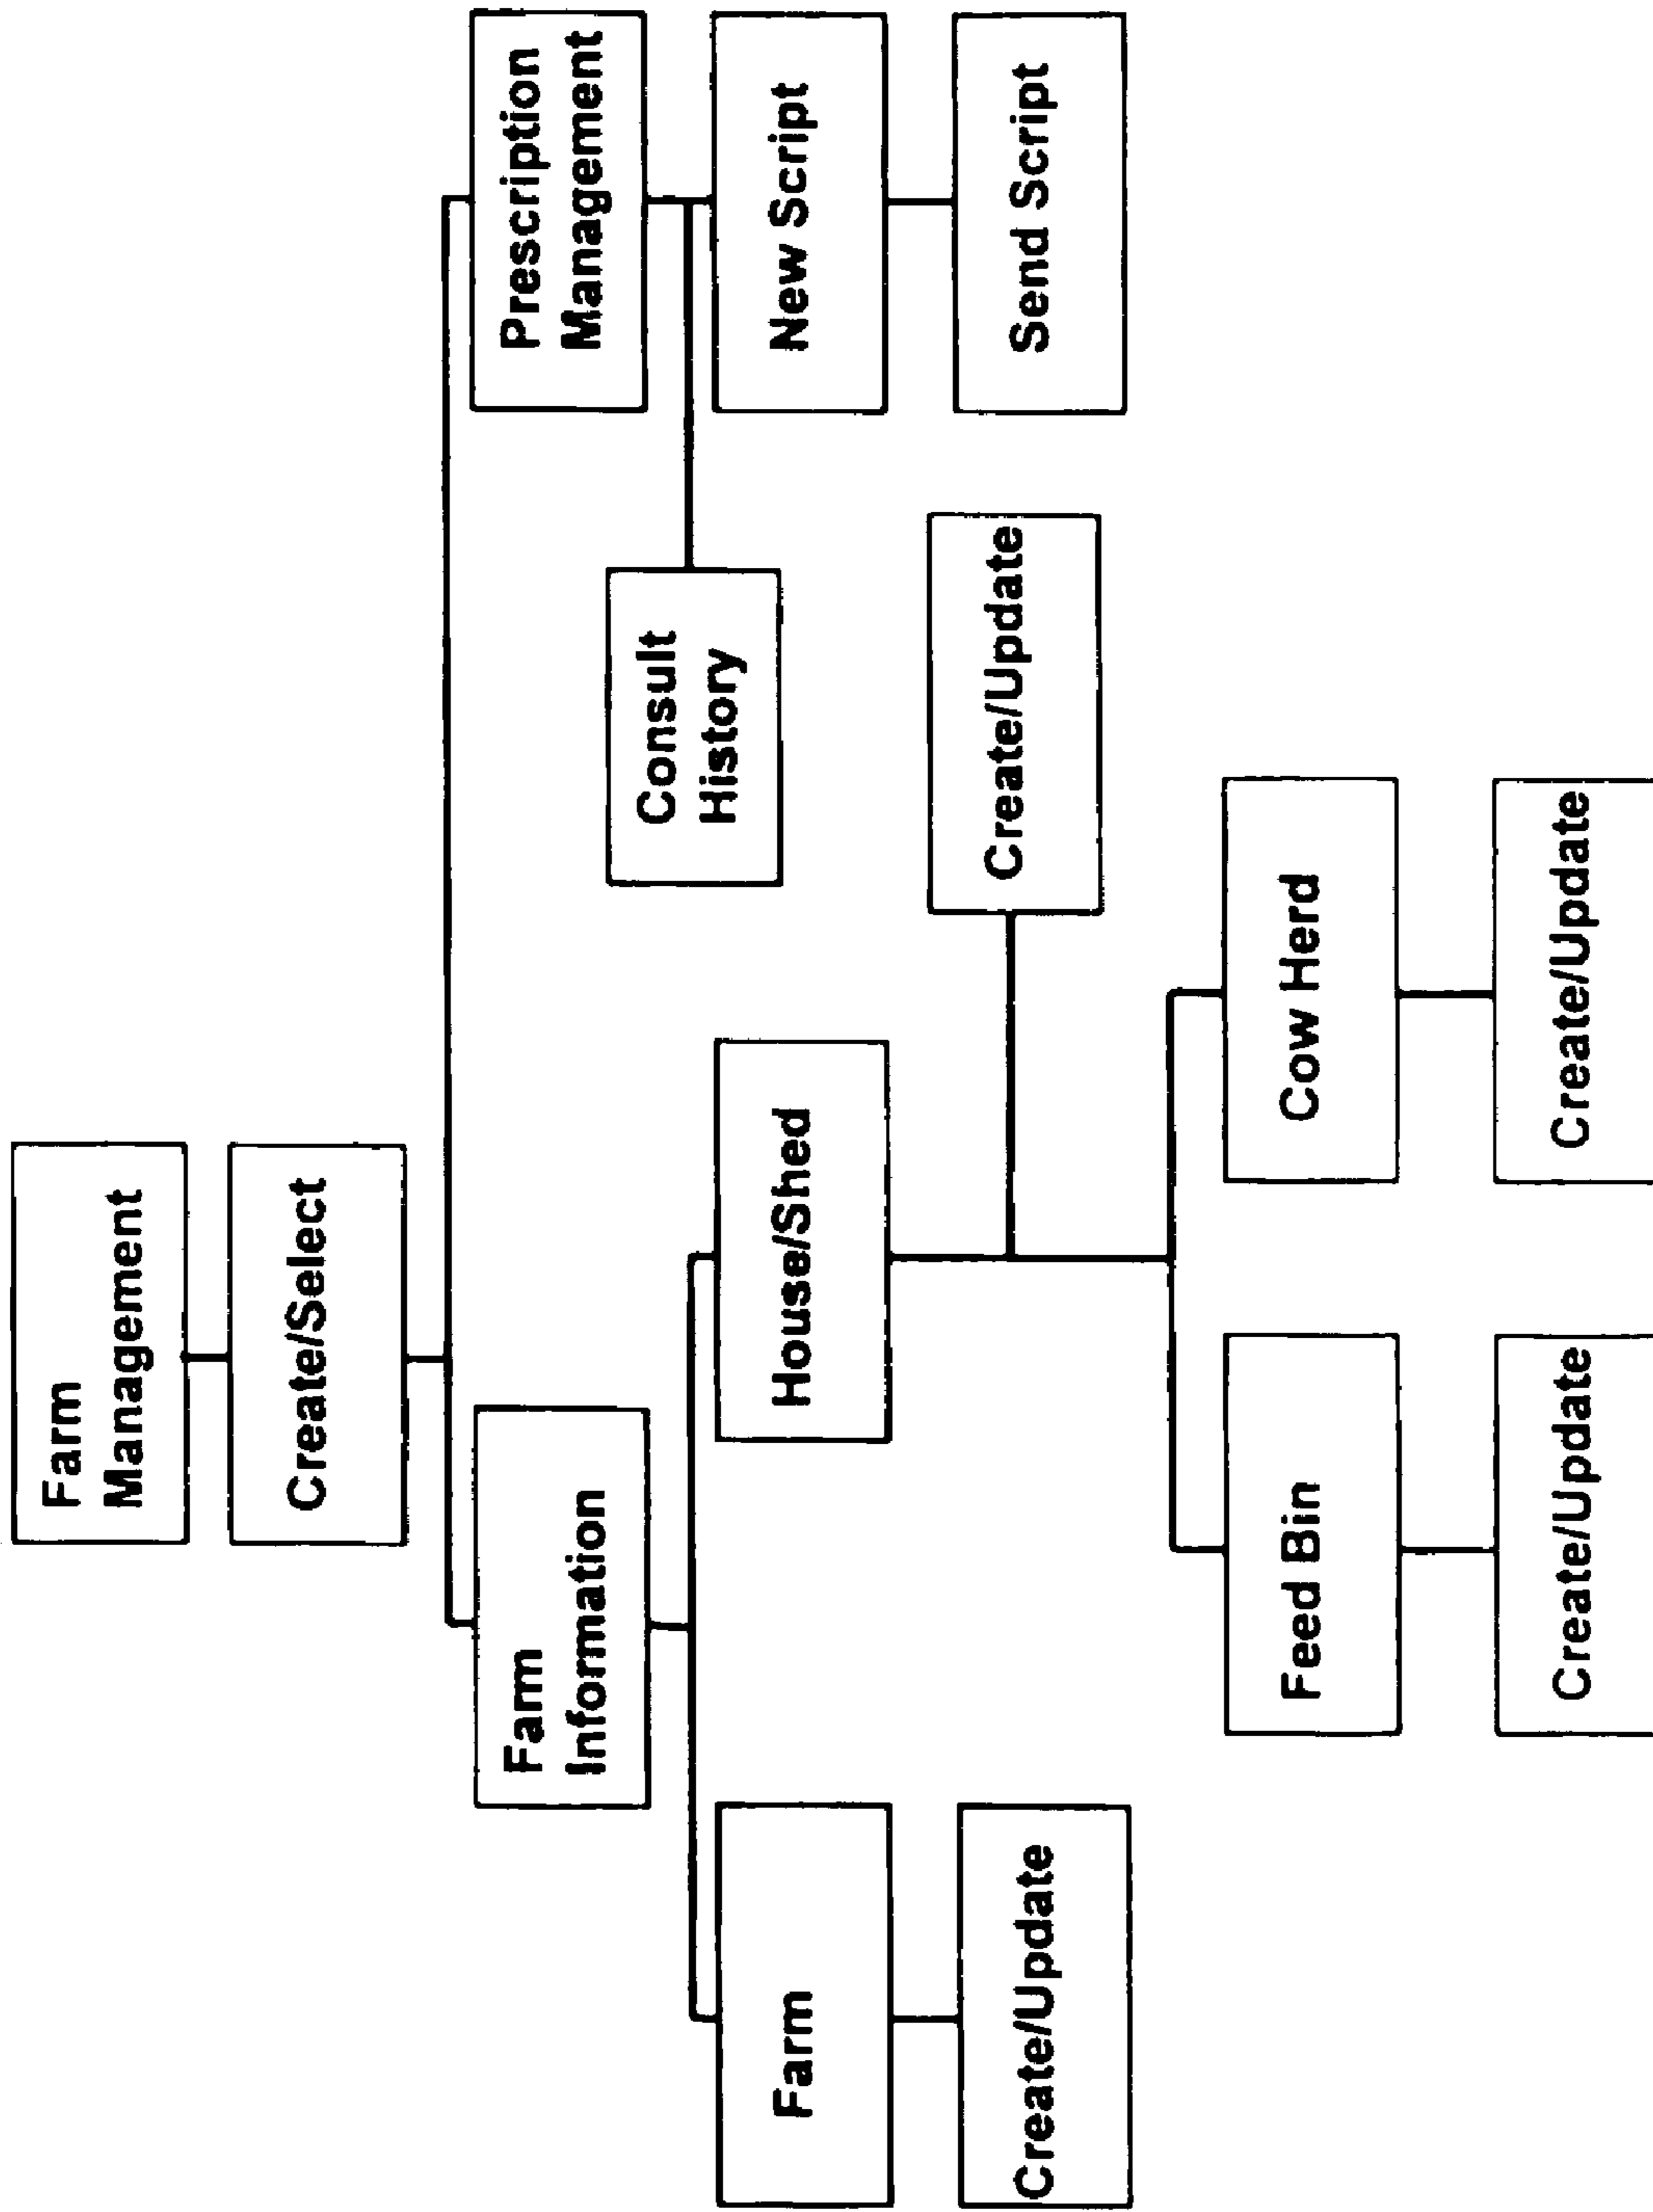 Farm
Management
Create/Select
Farm
Information
Prescription
Management
Consult
History
Farm
House/Shed
New Script
Create/Update
Create/Update
Send Script
Feed Bin
Cow Herd
Create/Update
Create/Update